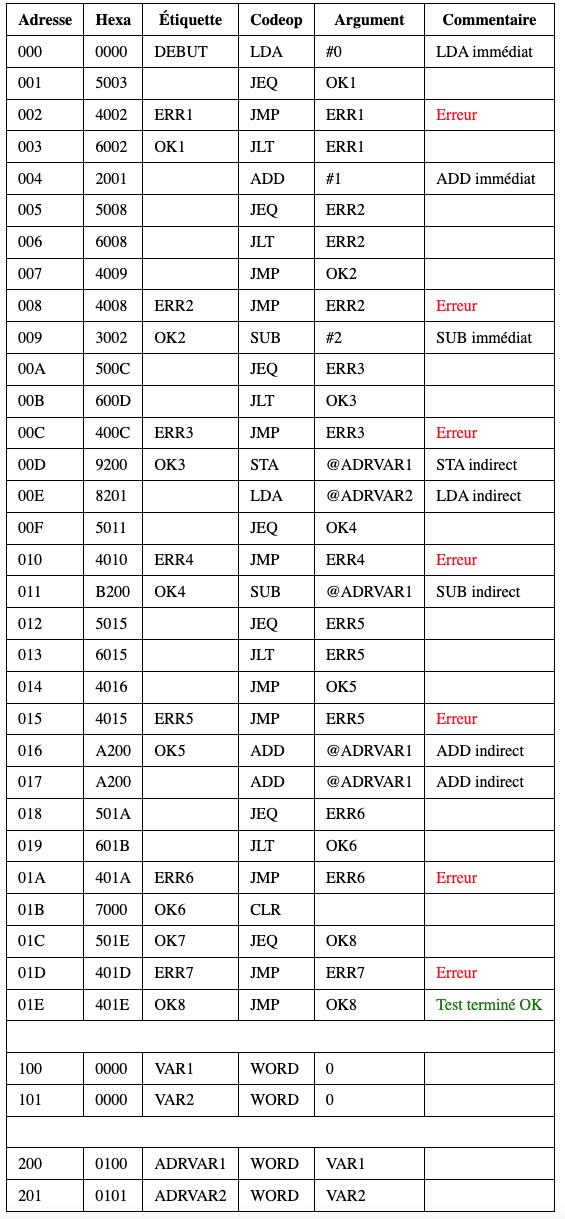 Adresse Hexa Étiquette Codeop Argument Commentaire
000 0000 DEBUT LDA #0 LDA immédiat
001 5003 JEQ OK1
002 4002 ERR1 JMP ERR1 Erreur
003 6002 OK1 JLT ERR1
004 2001 ADD #1 ADD immédiat
005 5008 JEQ ERR2
006 6008 JLT ERR2
007 4009 JMP OK2
008 4008 ERR2 JMP ERR2 Erreur
009 3002 OK2 SUB #2 SUB immédiat
00A 500C JEQ ERR3
00B 600D JLT OK3
00C 400C ERR3 JMP ERR3 Erreur
00D 9200 OK3 STA @ADRVAR1 STA indirect
00E 8201 LDA @ADRVAR2 LDA indirect
00F 5011 JEQ OK4
010 4010 ERR4 JMP ERR4 Erreur
011 B200 OK4 SUB @ADRVAR1 SUB indirect
012 5015 JEQ ERR5
013 6015 JLT ERR5
014 4016 JMP OK5
015 4015 ERR5 JMP ERR5 Erreur
016 A200 OK5 ADD @ADRVAR1 ADD indirect
017 A200 ADD @ADRVAR1 ADD indirect
018 501A JEQ ERR6
019 601B JLT OK6
01A 401A ERR6 JMP ERR6 Erreur
01B 7000 OK6 CLR
01C 501E OK7 JEQ OK8
01D 401D ERR7 JMP ERR7 Erreur
01E 401E OK8 JMP OK8 Test terminé OK
100 0000 VAR1 WORD 0
101 0000 VAR2 WORD 0
200 0100 ADRVAR1 WORD VAR1
201 0101 ADRVAR2 WORD VAR2